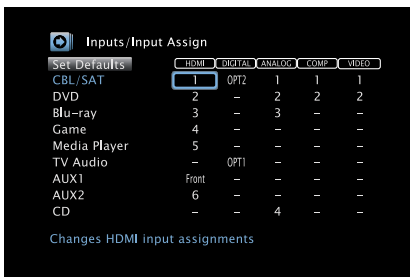 Inputs/Input Assign
Set Defaults HDMI DIGITAL ANALOG COMP VIDEO
CBL/SAT 1 OPT2 1 1 1
DVD 2 – 2 2 2
Blu-ray 3 – 3 – –
Game 4 – – – –
Media Player 5 – – – –
TV Audio – OPT1 – – –
AUX1 Front – – – –
AUX2 6 – – – –
CD – – 4 – –
Changes HDMI input assignments